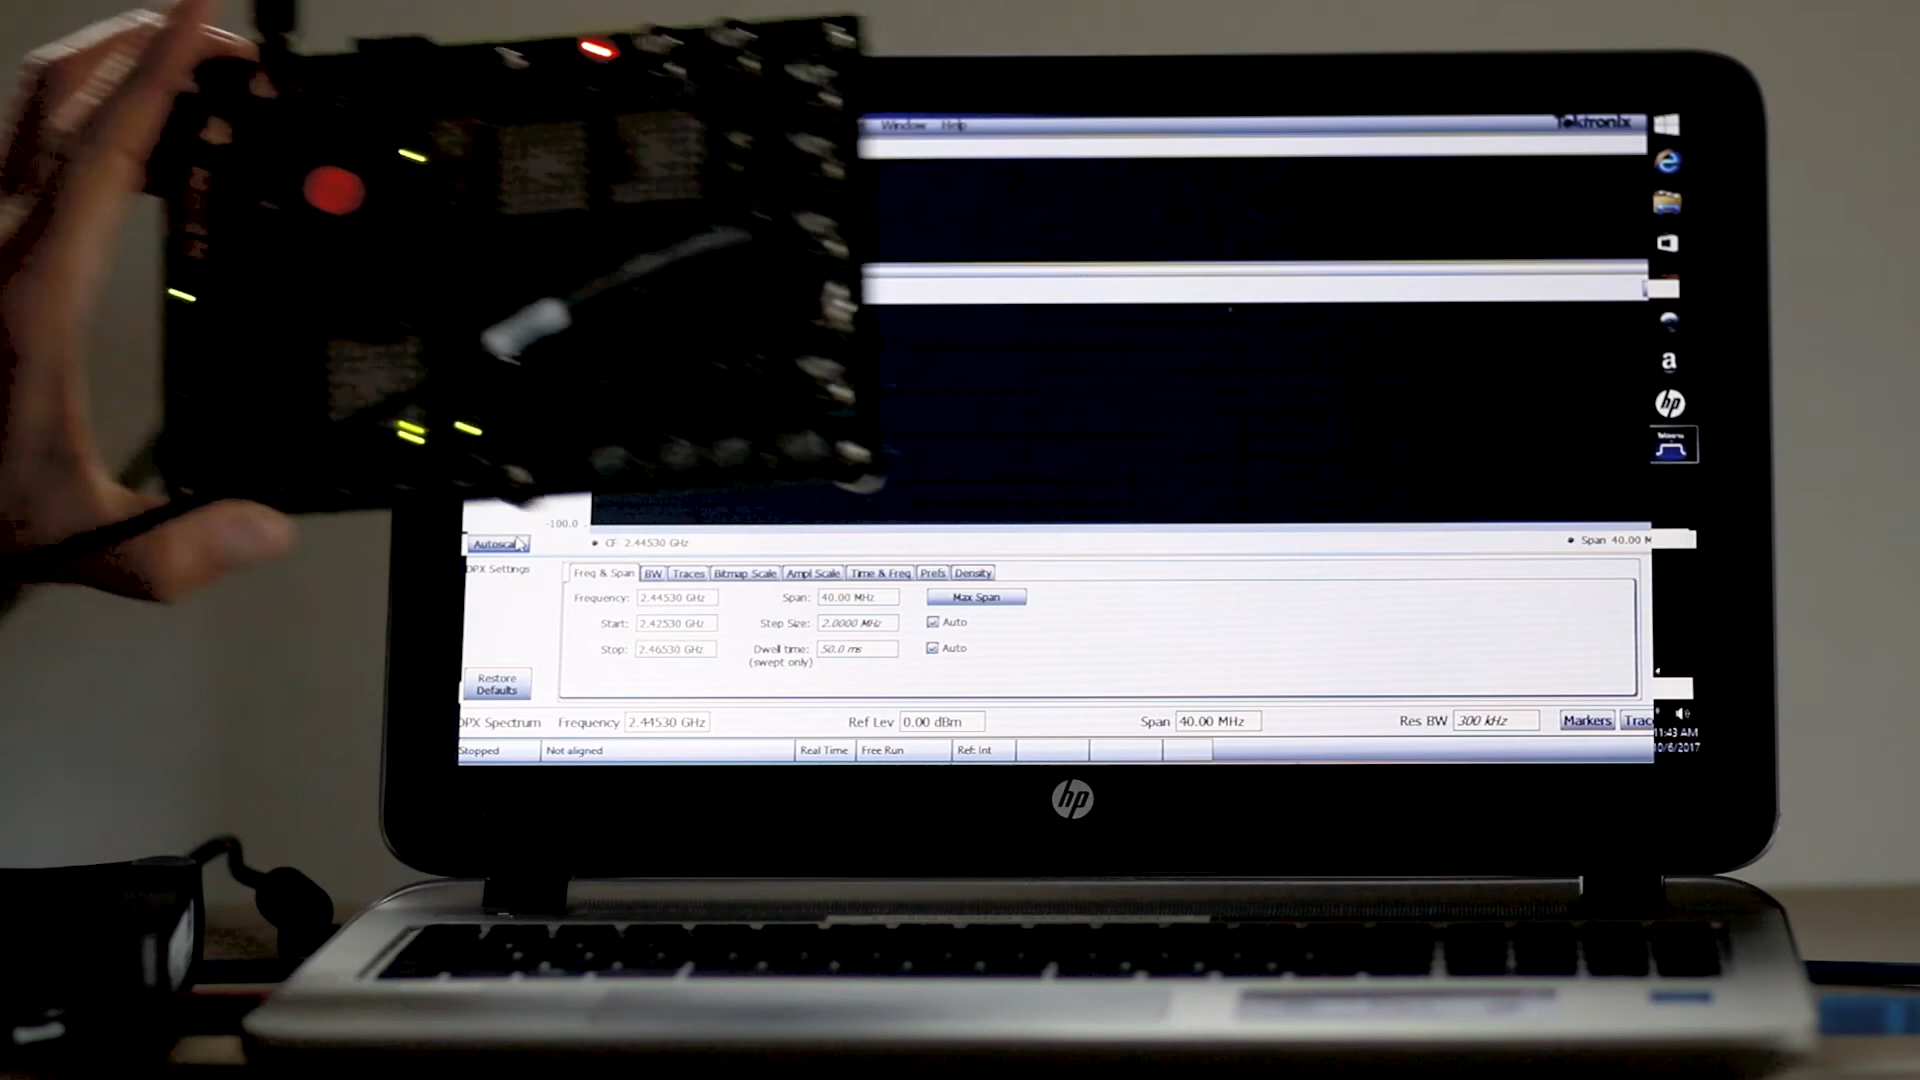 Window Help
Tektronix
a
hp
-100.0
Autoscale
CF 2.44530 GHz
Span 40.00 M
DPX Settings
Freq & Span BW Traces Bitmap Scale Ampl Scale Time & Freq Prefs Density
Frequency: 2.44530 GHz Span: 40.00 MHz Max Span
Start: 2.42530 GHz Step Size: 2.0000 MHz Auto
Stop: 2.46530 GHz Dwell time: 50.0 ms Auto
(swept only)
Restore
Defaults
DPX Spectrum Frequency 2.44530 GHz Ref Lev 0.00 dBm Span 40.00 MHz Res BW 300 kHz Markers Trac
11:43 AM
10/6/2017
Stopped Not aligned Real Time Free Run Ref: Int
hp